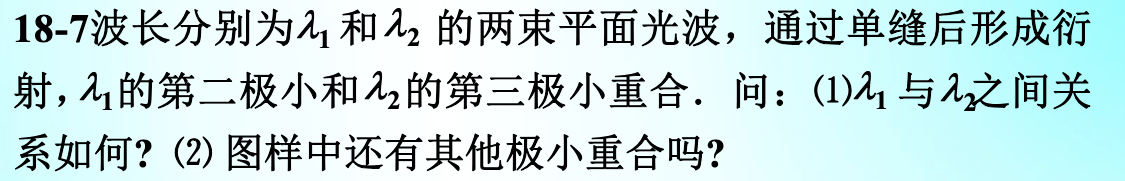 18-7波长分别为λ₁和λ₂的两束平面光波，通过单缝后形成衍
射，λ₁的第二极小和λ₂的第三极小重合．问：⑴λ₁与λ₂之间关
系如何?⑵图样中还有其他极小重合吗?